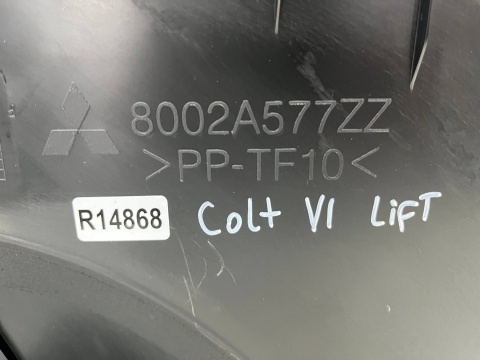 8002A577ZZ
>PP-TF10<
R14868 Colt VI LiFT